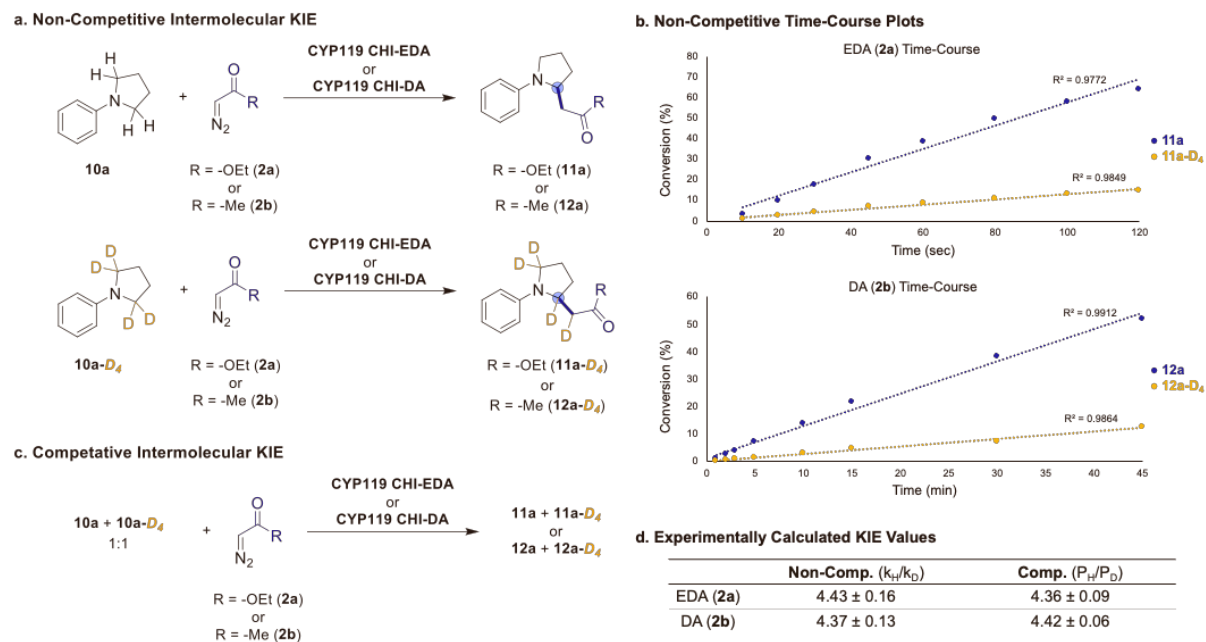 a. Non-Competitive Intermolecular KIE
H
H
N
H
H
10a
+
O
R
N2
R = -OEt (2a)
or
R = -Me (2b)
CYP119 CHI-EDA
or
CYP119 CHI-DA
N
R
O
R = -OEt (11a)
or
R = -Me (12a)
D
D
N
D
D
10a-D4
+
O
R
N2
R = -OEt (2a)
or
R = -Me (2b)
CYP119 CHI-EDA
or
CYP119 CHI-DA
D
D
N
D
D
R
O
R = -OEt (11a-D4)
or
R = -Me (12a-D4)
b. Non-Competitive Time-Course Plots
EDA (2a) Time-Course
Conversion (%)
80
70
60
50
40
30
20
10
0
0 20 40 60 80 100 120
Time (sec)
R² = 0.9772
R² = 0.9849
11a
11a-D4
DA (2b) Time-Course
Conversion (%)
60
50
40
30
20
10
0
0 5 10 15 20 25 30 35 40 45
Time (min)
R² = 0.9912
R² = 0.9864
12a
12a-D4
c. Competative Intermolecular KIE
10a + 10a-D4
1:1
+
O
R
N2
R = -OEt (2a)
or
R = -Me (2b)
CYP119 CHI-EDA
or
CYP119 CHI-DA
11a + 11a-D4
or
12a + 12a-D4
d. Experimentally Calculated KIE Values
Non-Comp. (kH/kD) Comp. (PH/PD)
EDA (2a) 4.43 ± 0.16 4.36 ± 0.09
DA (2b) 4.37 ± 0.13 4.42 ± 0.06